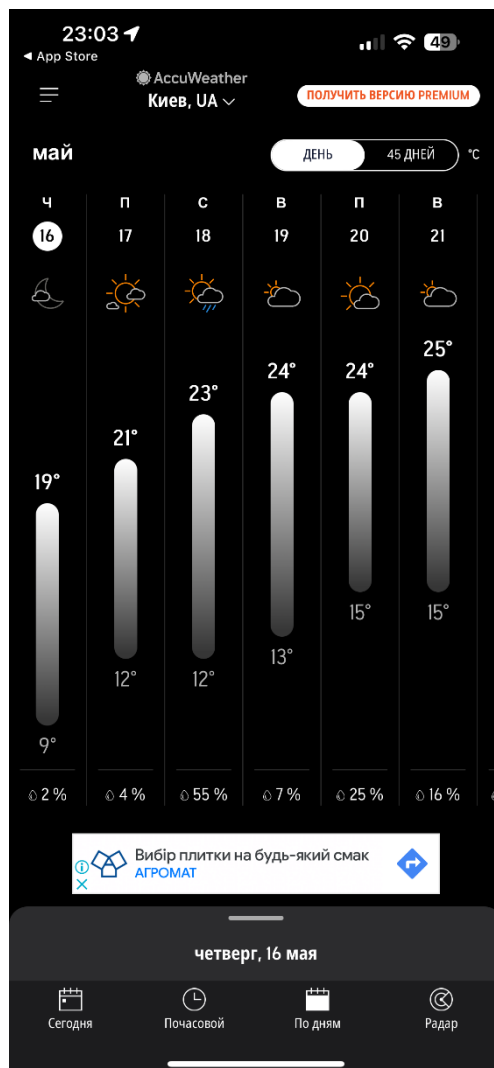 23:03
49
◀ App Store
AccuWeather
Киев, UA
ПОЛУЧИТЬ ВЕРСИЮ PREMIUM
май
ДЕНЬ
45 ДНЕЙ
°C
Ч П С В П В
16 17 18 19 20 21
25°
24° 24°
23°
21°
19°
15° 15°
13°
12° 12°
9°
2 % 4 % 55 % 7 % 25 % 16 %
Вибір плитки на будь-який смак
АГРОМАТ
четверг, 16 мая
Сегодня Почасовой По дням Радар